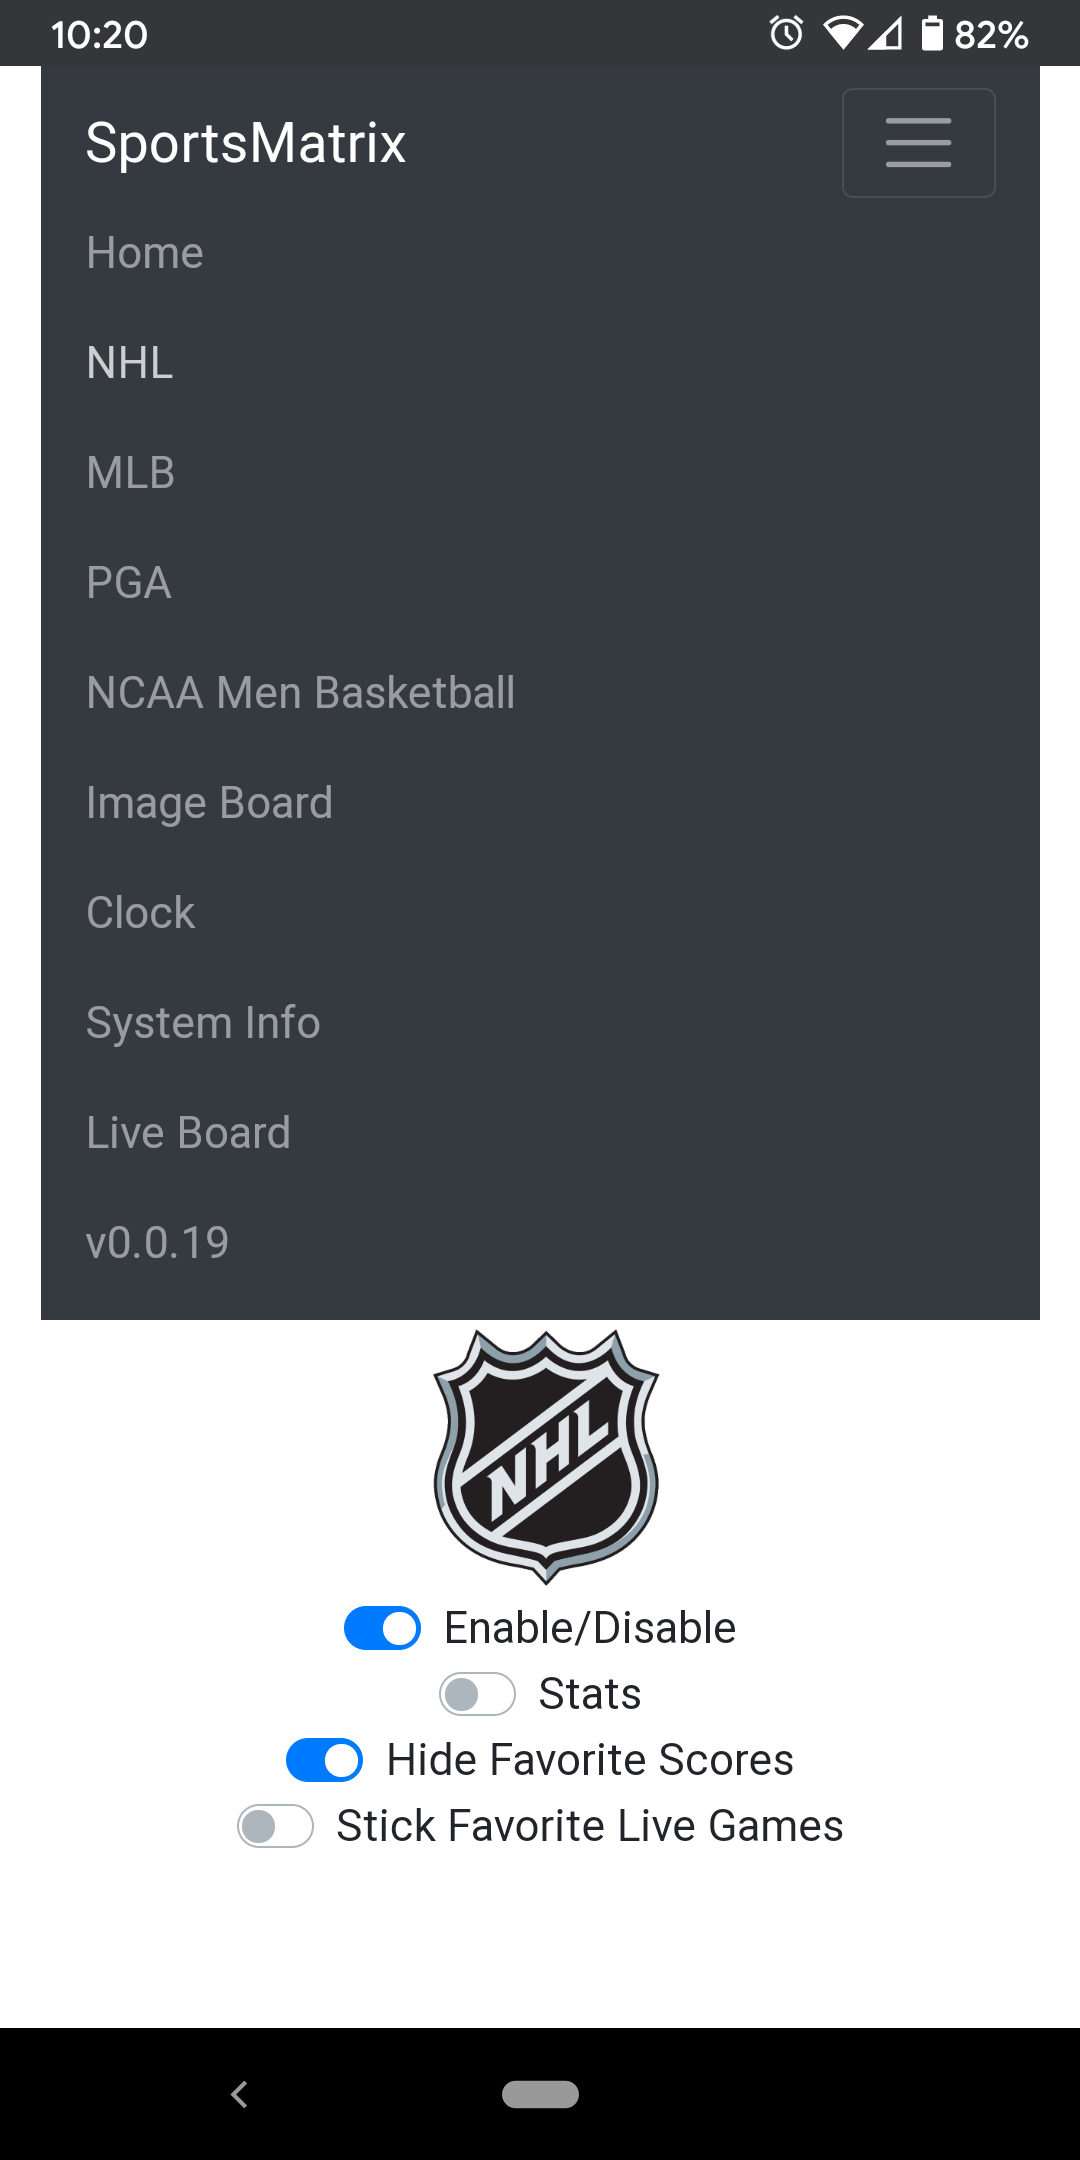 10:20 82%
SportsMatrix
Home
NHL
MLB
PGA
NCAA Men Basketball
Image Board
Clock
System Info
Live Board
v0.0.19
NHL
Enable/Disable
Stats
Hide Favorite Scores
Stick Favorite Live Games